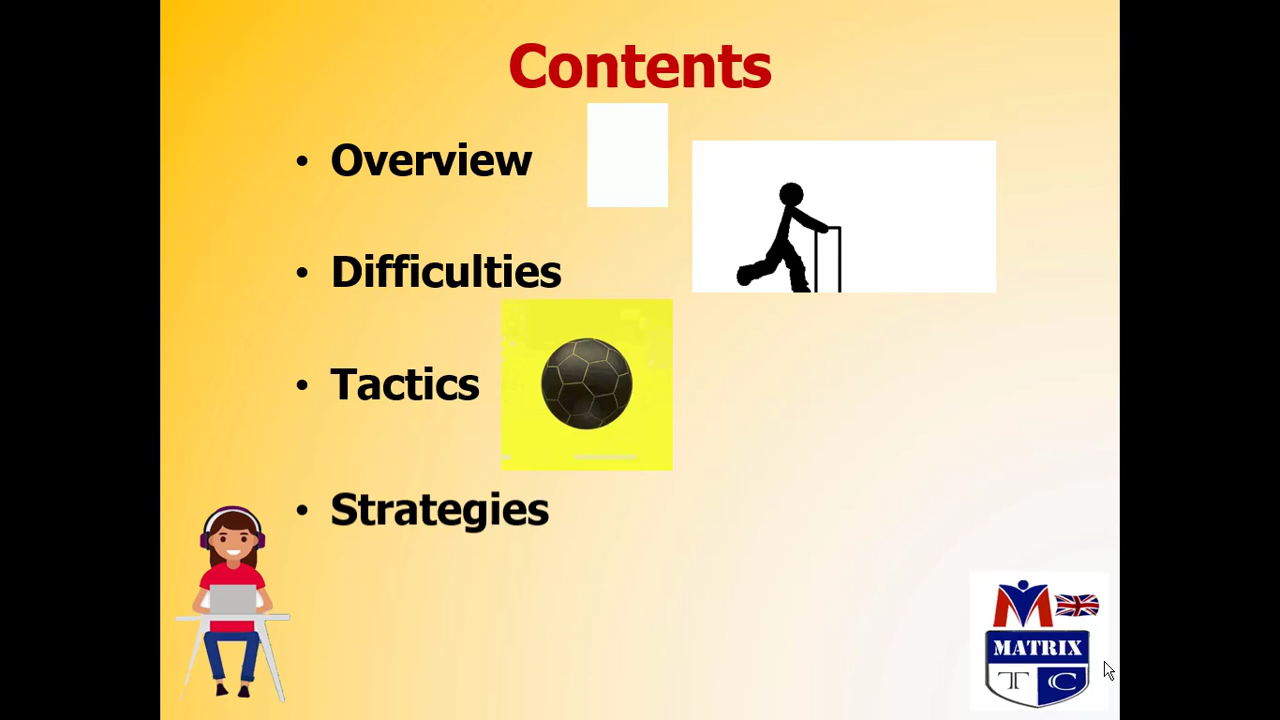 Contents
• Overview
• Difficulties
• Tactics
• Strategies
MATRIX
T C